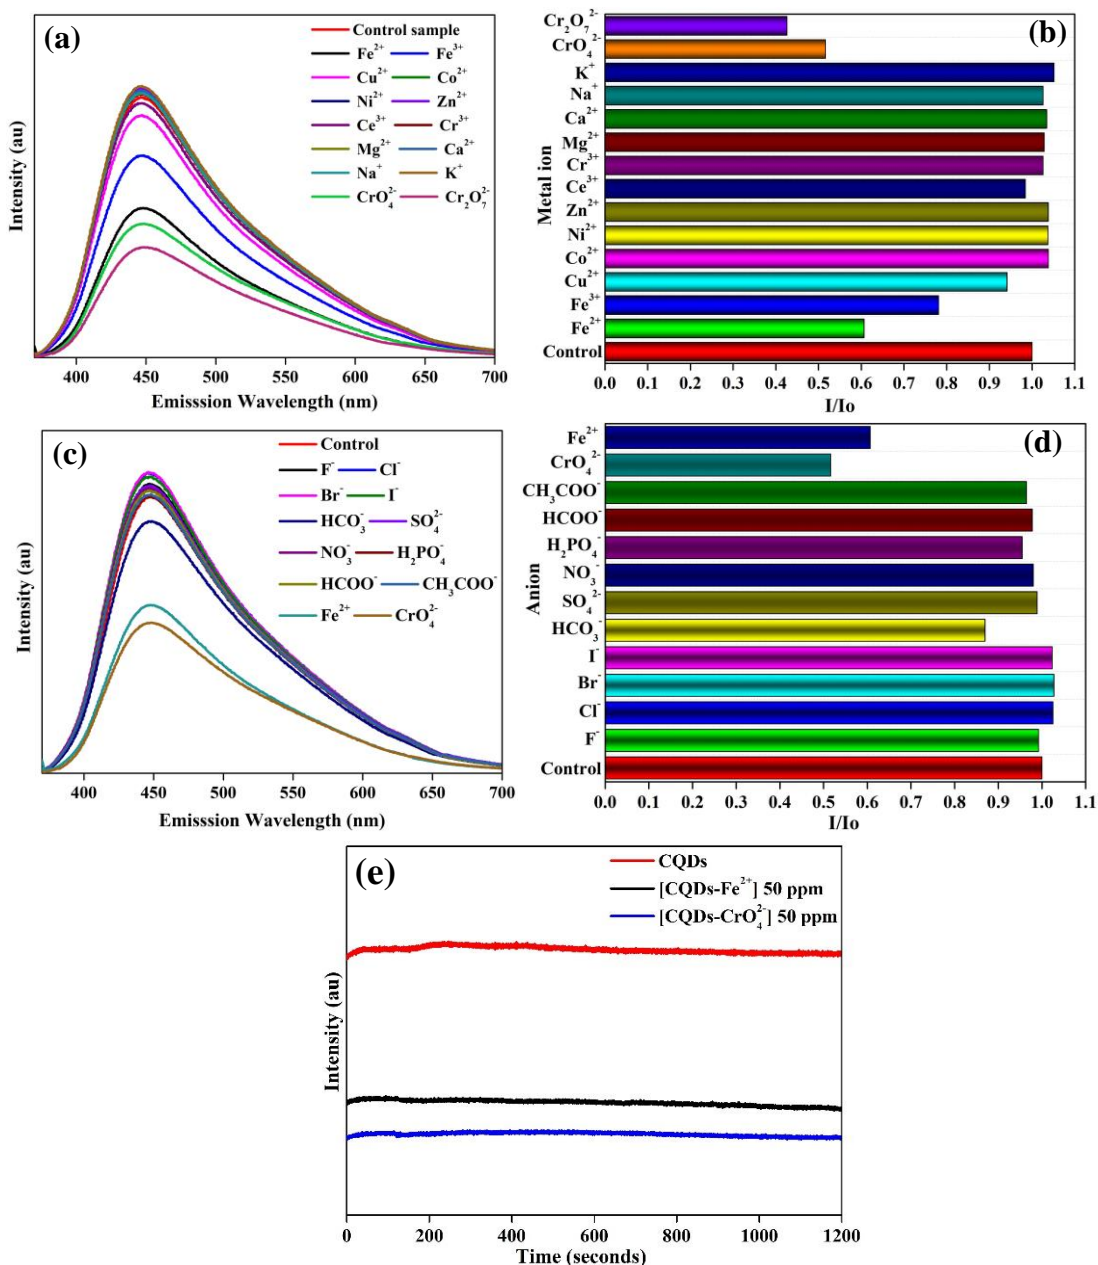 (a)
Control sample
Fe²⁺ Fe³⁺
Cu²⁺ Co²⁺
Ni²⁺ Zn²⁺
Ce³⁺ Cr³⁺
Mg²⁺ Ca²⁺
Na⁺ K⁺
CrO₄²⁻ Cr₂O₇²⁻
Intensity (au)
400 450 500 550 600 650 700
Emisssion Wavelength (nm)
(b)
Metal ion
Cr₂O₇²⁻
CrO₄²⁻
K⁺
Na⁺
Ca²⁺
Mg²⁺
Cr³⁺
Ce³⁺
Zn²⁺
Ni²⁺
Co²⁺
Cu²⁺
Fe³⁺
Fe²⁺
Control
0.0 0.1 0.2 0.3 0.4 0.5 0.6 0.7 0.8 0.9 1.0 1.1
I/Io
(c)
Control
F⁻ Cl⁻
Br⁻ I⁻
HCO₃⁻ SO₄²⁻
NO₃⁻ H₂PO₄⁻
HCOO⁻ CH₃COO⁻
Fe²⁺ CrO₄²⁻
Intensity (au)
400 450 500 550 600 650 700
Emisssion Wavelength (nm)
(d)
Anion
Fe²⁺
CrO₄²⁻
CH₃COO⁻
HCOO⁻
H₂PO₄⁻
NO₃⁻
SO₄²⁻
HCO₃⁻
I⁻
Br⁻
Cl⁻
F⁻
Control
0.0 0.1 0.2 0.3 0.4 0.5 0.6 0.7 0.8 0.9 1.0 1.1
I/Io
(e)
CQDs
[CQDs-Fe²⁺] 50 ppm
[CQDs-CrO₄²⁻] 50 ppm
Intensity (au)
0 200 400 600 800 1000 1200
Time (seconds)